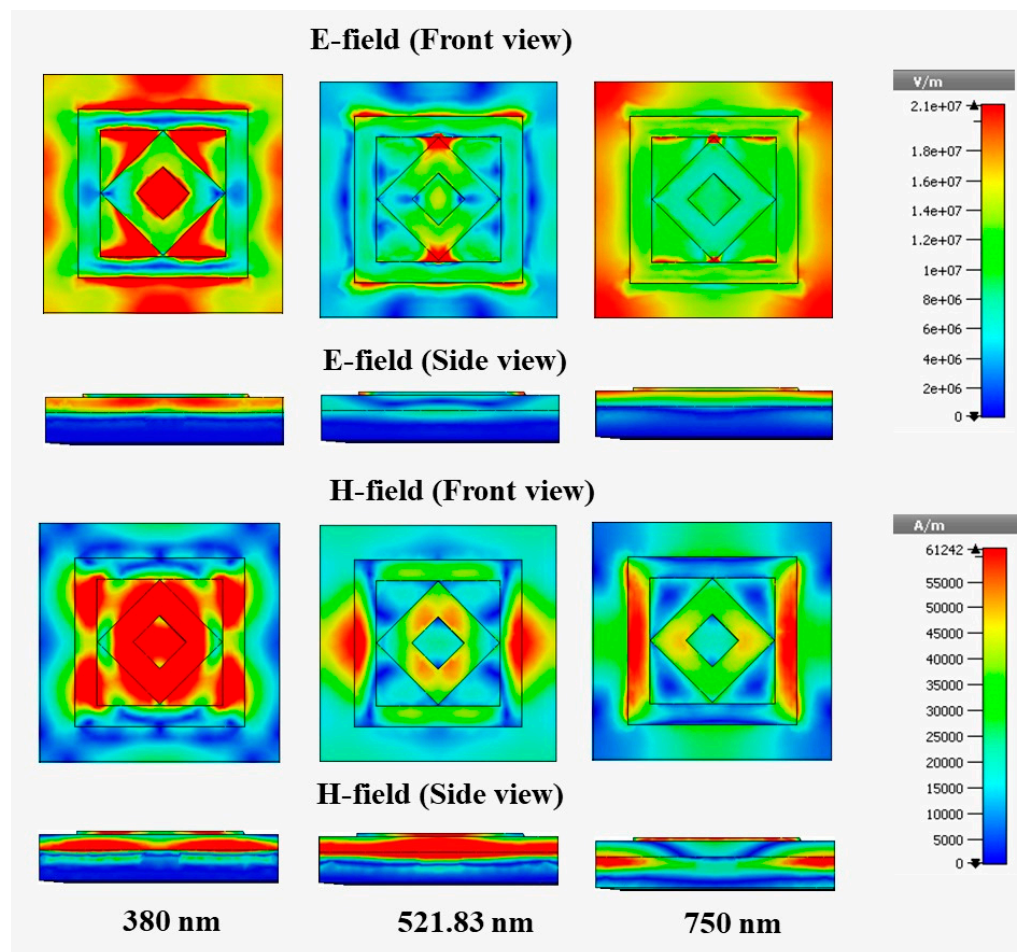 E-field (Front view)
V/m
2.1e+07
1.8e+07
1.6e+07
1.4e+07
1.2e+07
1e+07
8e+06
6e+06
4e+06
2e+06
0
E-field (Side view)
H-field (Front view)
A/m
61242
55000
50000
45000
40000
35000
30000
25000
20000
15000
10000
5000
0
H-field (Side view)
380 nm 521.83 nm 750 nm